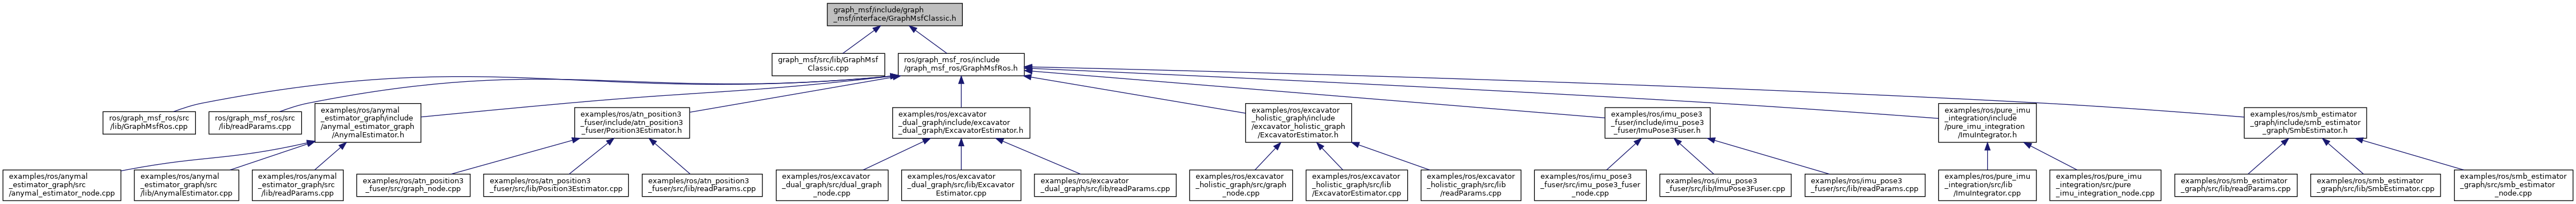 graph_msf/include/graph
_msf/interface/GraphMsfClassic.h
graph_msf/src/lib/GraphMsf
Classic.cpp
ros/graph_msf_ros/include
/graph_msf_ros/GraphMsfRos.h
ros/graph_msf_ros/src
/lib/GraphMsfRos.cpp
ros/graph_msf_ros/src
/lib/readParams.cpp
examples/ros/anymal
_estimator_graph/include
/anymal_estimator_graph
/AnymalEstimator.h
examples/ros/atn_position3
_fuser/include/atn_position3
_fuser/Position3Estimator.h
examples/ros/excavator
_dual_graph/include/excavator
_dual_graph/ExcavatorEstimator.h
examples/ros/excavator
_holistic_graph/include
/excavator_holistic_graph
/ExcavatorEstimator.h
examples/ros/imu_pose3
_fuser/include/imu_pose3
_fuser/ImuPose3Fuser.h
examples/ros/pure_imu
_integration/include
/pure_imu_integration
/ImuIntegrator.h
examples/ros/smb_estimator
_graph/include/smb_estimator
_graph/SmbEstimator.h
examples/ros/anymal
_estimator_graph/src
/anymal_estimator_node.cpp
examples/ros/anymal
_estimator_graph/src
/lib/AnymalEstimator.cpp
examples/ros/anymal
_estimator_graph/src
/lib/readParams.cpp
examples/ros/atn_position3
_fuser/src/graph_node.cpp
examples/ros/atn_position3
_fuser/src/lib/Position3Estimator.cpp
examples/ros/atn_position3
_fuser/src/lib/readParams.cpp
examples/ros/excavator
_dual_graph/src/dual_graph
_node.cpp
examples/ros/excavator
_dual_graph/src/lib/Excavator
Estimator.cpp
examples/ros/excavator
_dual_graph/src/lib/readParams.cpp
examples/ros/excavator
_holistic_graph/src/graph
_node.cpp
examples/ros/excavator
_holistic_graph/src/lib
/ExcavatorEstimator.cpp
examples/ros/excavator
_holistic_graph/src/lib
/readParams.cpp
examples/ros/imu_pose3
_fuser/src/imu_pose3_fuser
_node.cpp
examples/ros/imu_pose3
_fuser/src/lib/ImuPose3Fuser.cpp
examples/ros/imu_pose3
_fuser/src/lib/readParams.cpp
examples/ros/pure_imu
_integration/src/lib
/ImuIntegrator.cpp
examples/ros/pure_imu
_integration/src/pure
_imu_integration_node.cpp
examples/ros/smb_estimator
_graph/src/lib/readParams.cpp
examples/ros/smb_estimator
_graph/src/lib/SmbEstimator.cpp
examples/ros/smb_estimator
_graph/src/smb_estimator
_node.cpp